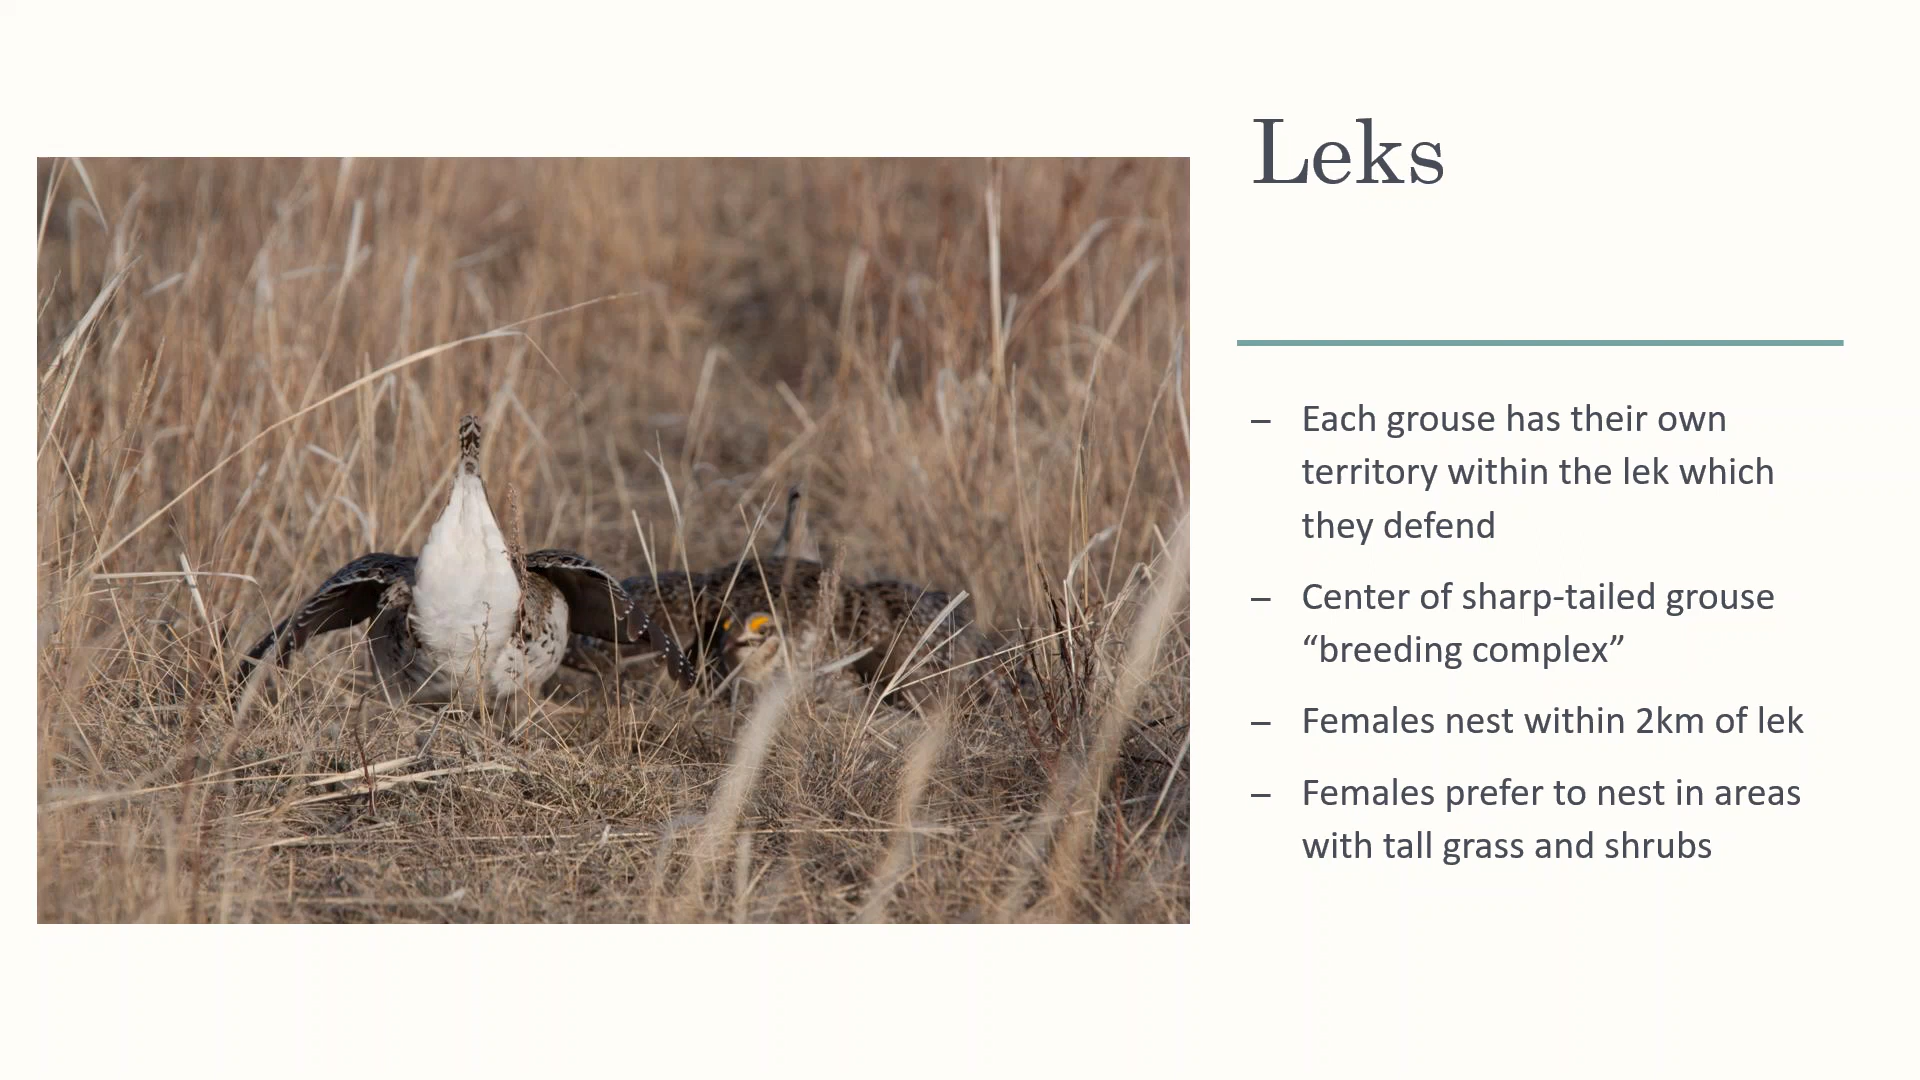 Leks
– Each grouse has their own
territory within the lek which
they defend
– Center of sharp-tailed grouse
“breeding complex”
– Females nest within 2km of lek
– Females prefer to nest in areas
with tall grass and shrubs